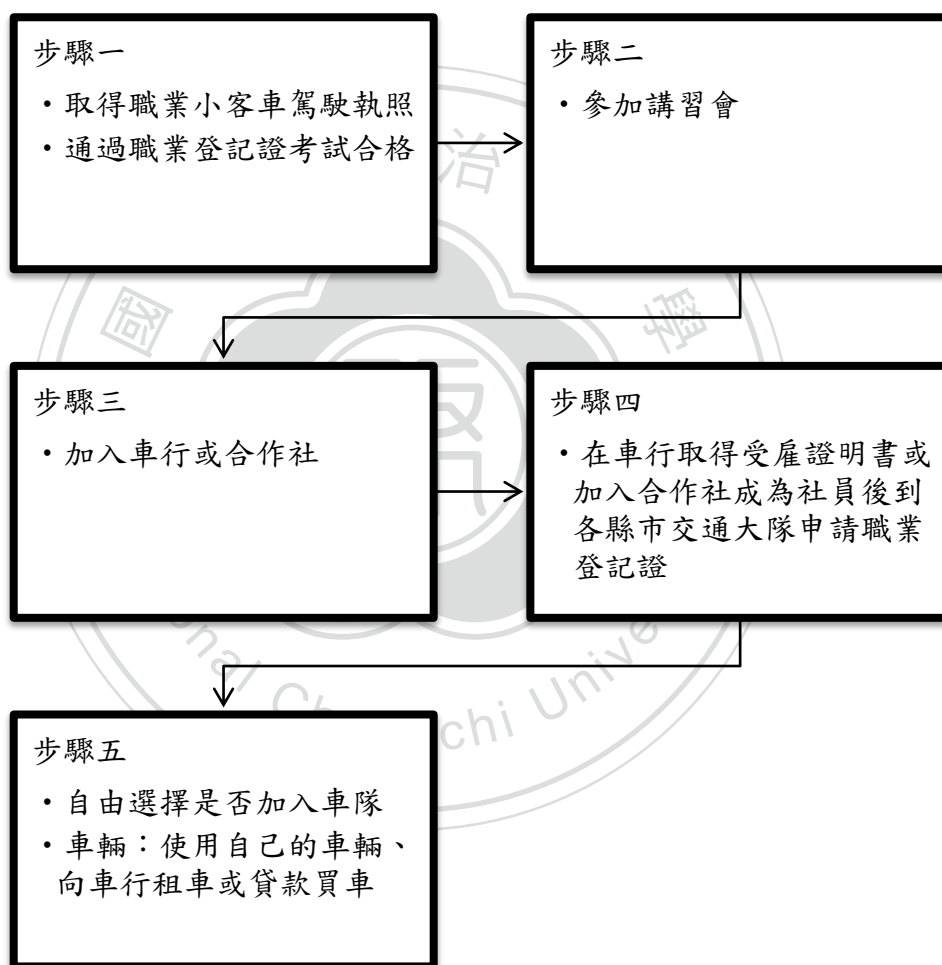 步驟一
・取得職業小客車駕駛執照
・通過職業登記證考試合格
步驟二
・參加講習會
步驟三
・加入車行或合作社
步驟四
・在車行取得受雇證明書或
加入合作社成為社員後到
各縣市交通大隊申請職業
登記證
步驟五
・自由選擇是否加入車隊
・車輛：使用自己的車輛、
向車行租車或貸款買車
國
治
學
chi Unive